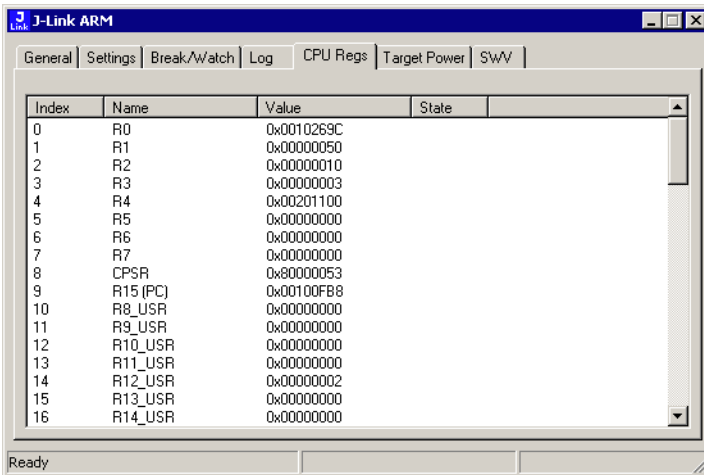 J-Link ARM
General Settings Break/Watch Log CPU Regs Target Power SWV
Index Name Value State
0 R0 0x0010269C
1 R1 0x00000050
2 R2 0x00000010
3 R3 0x00000003
4 R4 0x00201100
5 R5 0x00000000
6 R6 0x00000000
7 R7 0x00000000
8 CPSR 0x80000053
9 R15 (PC) 0x00100FB8
10 R8_USR 0x00000000
11 R9_USR 0x00000000
12 R10_USR 0x00000000
13 R11_USR 0x00000000
14 R12_USR 0x00000002
15 R13_USR 0x00000000
16 R14_USR 0x00000000
Ready